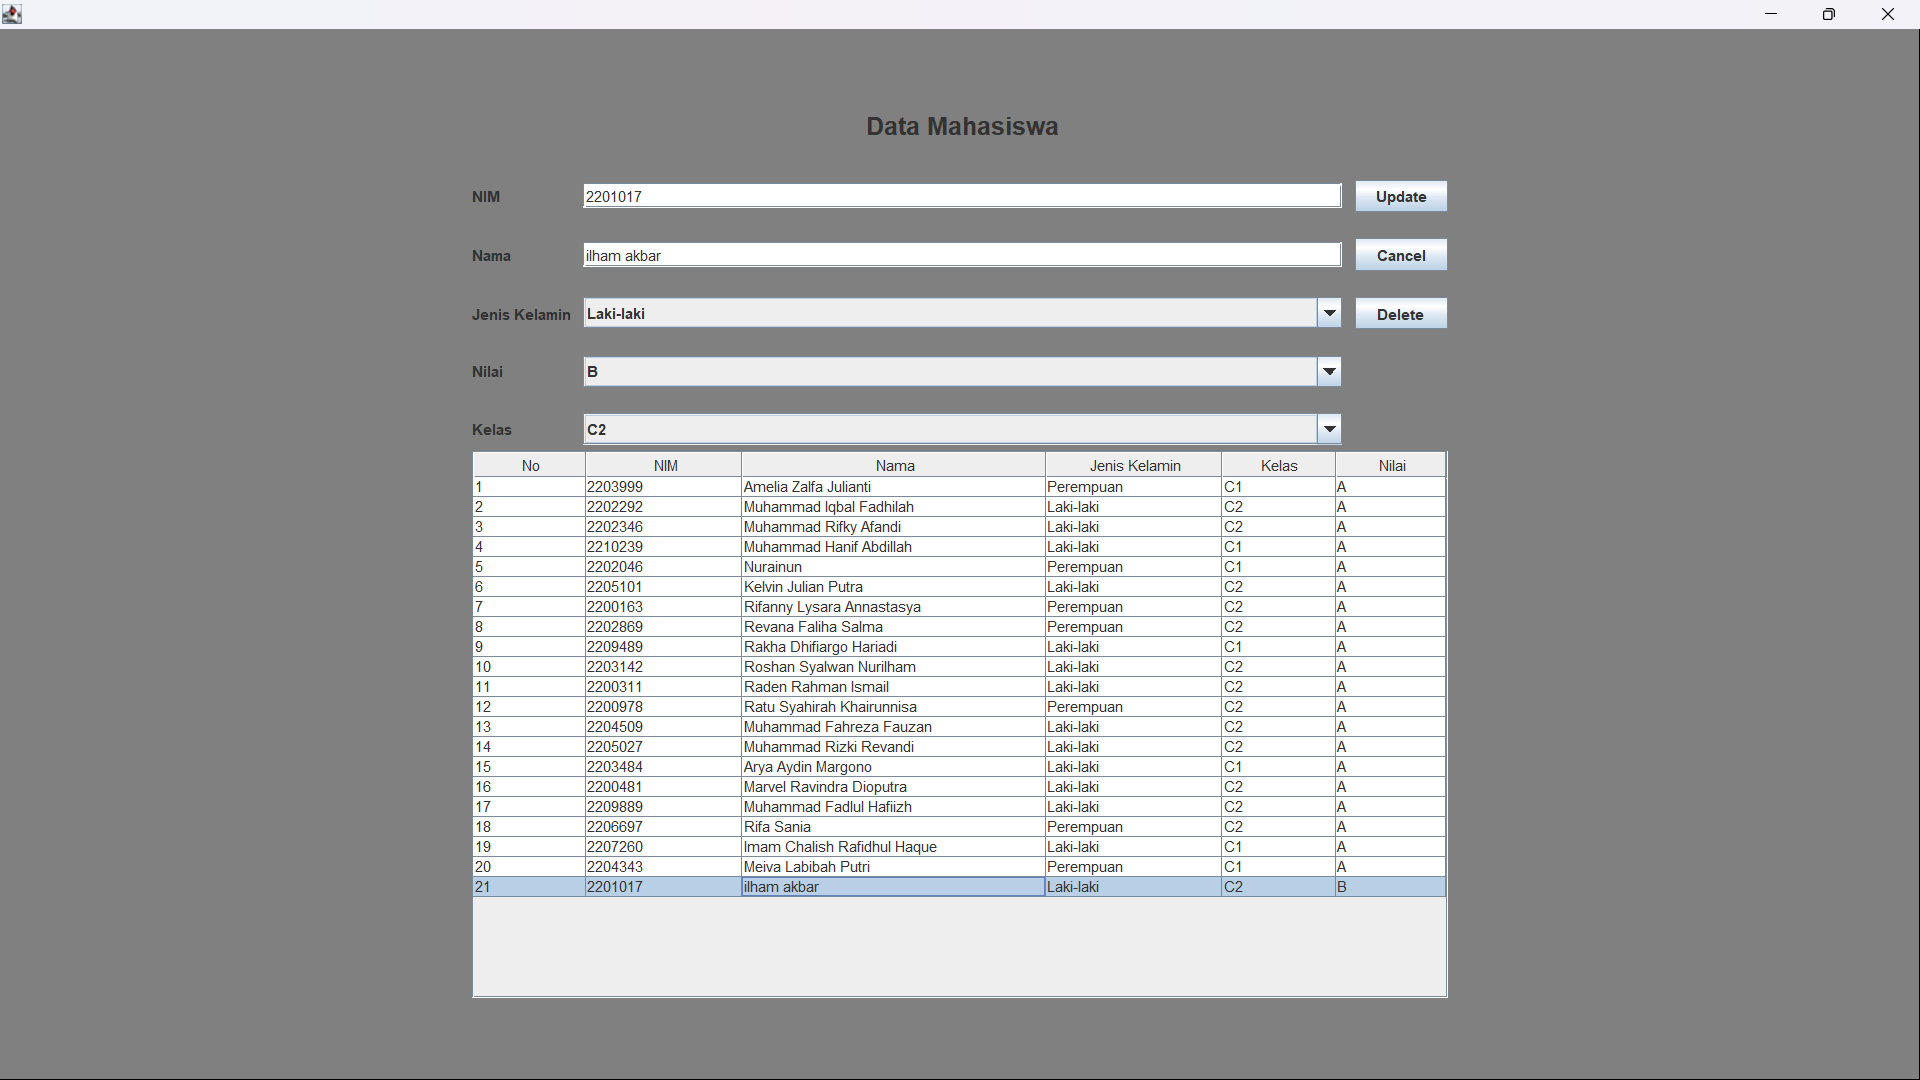 Data Mahasiswa
NIM 2201017 Update
Nama ilham akbar Cancel
Jenis Kelamin Laki-laki Delete
Nilai B
Kelas C2
No NIM Nama Jenis Kelamin Kelas Nilai
1 2203999 Amelia Zalfa Julianti Perempuan C1 A
2 2202292 Muhammad Iqbal Fadhilah Laki-laki C2 A
3 2202346 Muhammad Rifky Afandi Laki-laki C2 A
4 2210239 Muhammad Hanif Abdillah Laki-laki C1 A
5 2202046 Nurainun Perempuan C1 A
6 2205101 Kelvin Julian Putra Laki-laki C2 A
7 2200163 Rifanny Lysara Annastasya Perempuan C2 A
8 2202869 Revana Faliha Salma Perempuan C2 A
9 2209489 Rakha Dhifiargo Hariadi Laki-laki C1 A
10 2203142 Roshan Syalwan Nurilham Laki-laki C2 A
11 2200311 Raden Rahman Ismail Laki-laki C2 A
12 2200978 Ratu Syahirah Khairunnisa Perempuan C2 A
13 2204509 Muhammad Fahreza Fauzan Laki-laki C2 A
14 2205027 Muhammad Rizki Revandi Laki-laki C2 A
15 2203484 Arya Aydin Margono Laki-laki C1 A
16 2200481 Marvel Ravindra Dioputra Laki-laki C2 A
17 2209889 Muhammad Fadlul Hafiizh Laki-laki C2 A
18 2206697 Rifa Sania Perempuan C2 A
19 2207260 Imam Chalish Rafidhul Haque Laki-laki C1 A
20 2204343 Meiva Labibah Putri Perempuan C1 A
21 2201017 ilham akbar Laki-laki C2 B